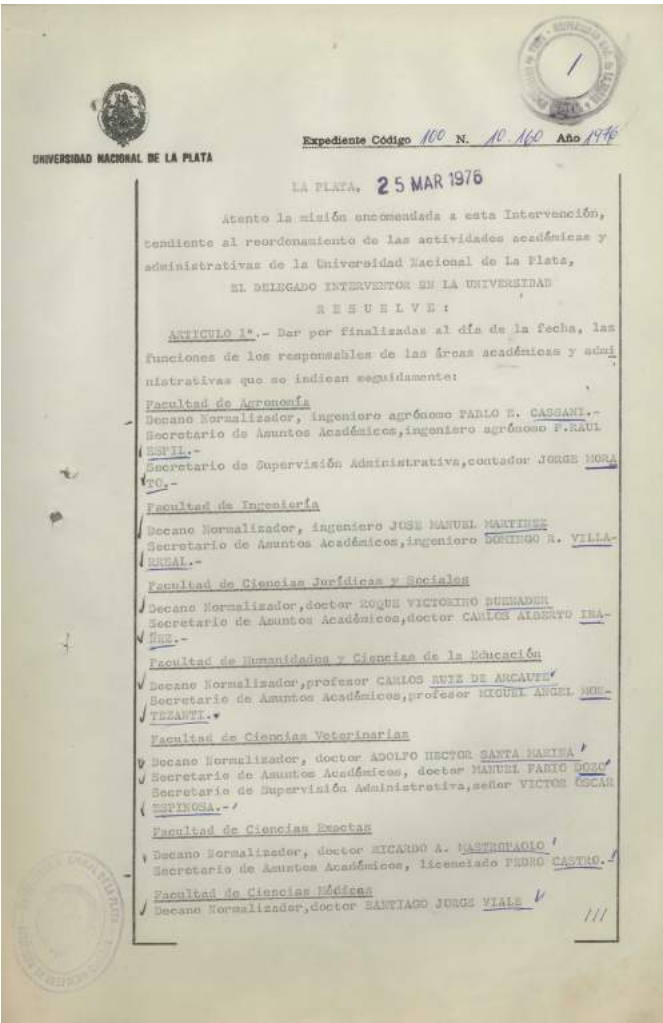 1
UNIVERSIDAD NACIONAL DE LA PLATA
Expediente Código 100 N. 10.160 Año 1976
LA PLATA, 25 MAR 1976
Atento la misión encomendada a esta Intervención,
tendiente al reordenamiento de las actividades académicas y
administrativas de la Universidad Nacional de La Plata,
EL DELEGADO INTERVENTOR EN LA UNIVERSIDAD
R E S U E L V E :
ARTICULO 1º.- Dar por finalizadas al día de la fecha, las
funciones de los responsables de las áreas académicas y admi
nistrativas que se indican seguidamente:
Facultad de Agronomía
Decano Normalizador, ingeniero agrónomo PABLO E. CASSANI.-
Secretario de Asuntos Académicos,ingeniero agrónomo F.RAUL
ESPIL.-
Secretario de Supervisión Administrativa,contador JORGE MORA
TO.-
Facultad de Ingeniería
Decano Normalizador, ingeniero JOSE MANUEL MARTINEZ
Secretario de Asuntos Académicos,ingeniero DOMINGO R. VILLA-
RREAL.-
Facultad de Ciencias Jurídicas y Sociales
Decano Normalizador,doctor ROQUE VICTORINO
Secretario de Asuntos Académicos,doctor CARLOS ALBERTO IBA-
ÑEZ.-
Facultad de Humanidades y Ciencias de la Educación
Decano Normalizador,profesor CARLOS RUIZ DE ARCAUTE
Secretario de Asuntos Académicos,profesor MIGUEL ANGEL MON-
TEZANTI.
Facultad de Ciencias Veterinarias
Decano Normalizador, doctor ADOLFO HECTOR SANTA MARINA
Secretario de Asuntos Académicos, doctor MANUEL FABIO DOZO
Secretario de Supervisión Administrativa,señor VICTOR OSCAR
ESPINOSA.-
Facultad de Ciencias Exactas
Decano Normalizador, doctor RICARDO A. MASTROPAOLO
Secretario de Asuntos Académicos, licenciado PEDRO CASTRO.-
Facultad de Ciencias Médicas
Decano Normalizador,doctor SANTIAGO JORGE VIALE
///